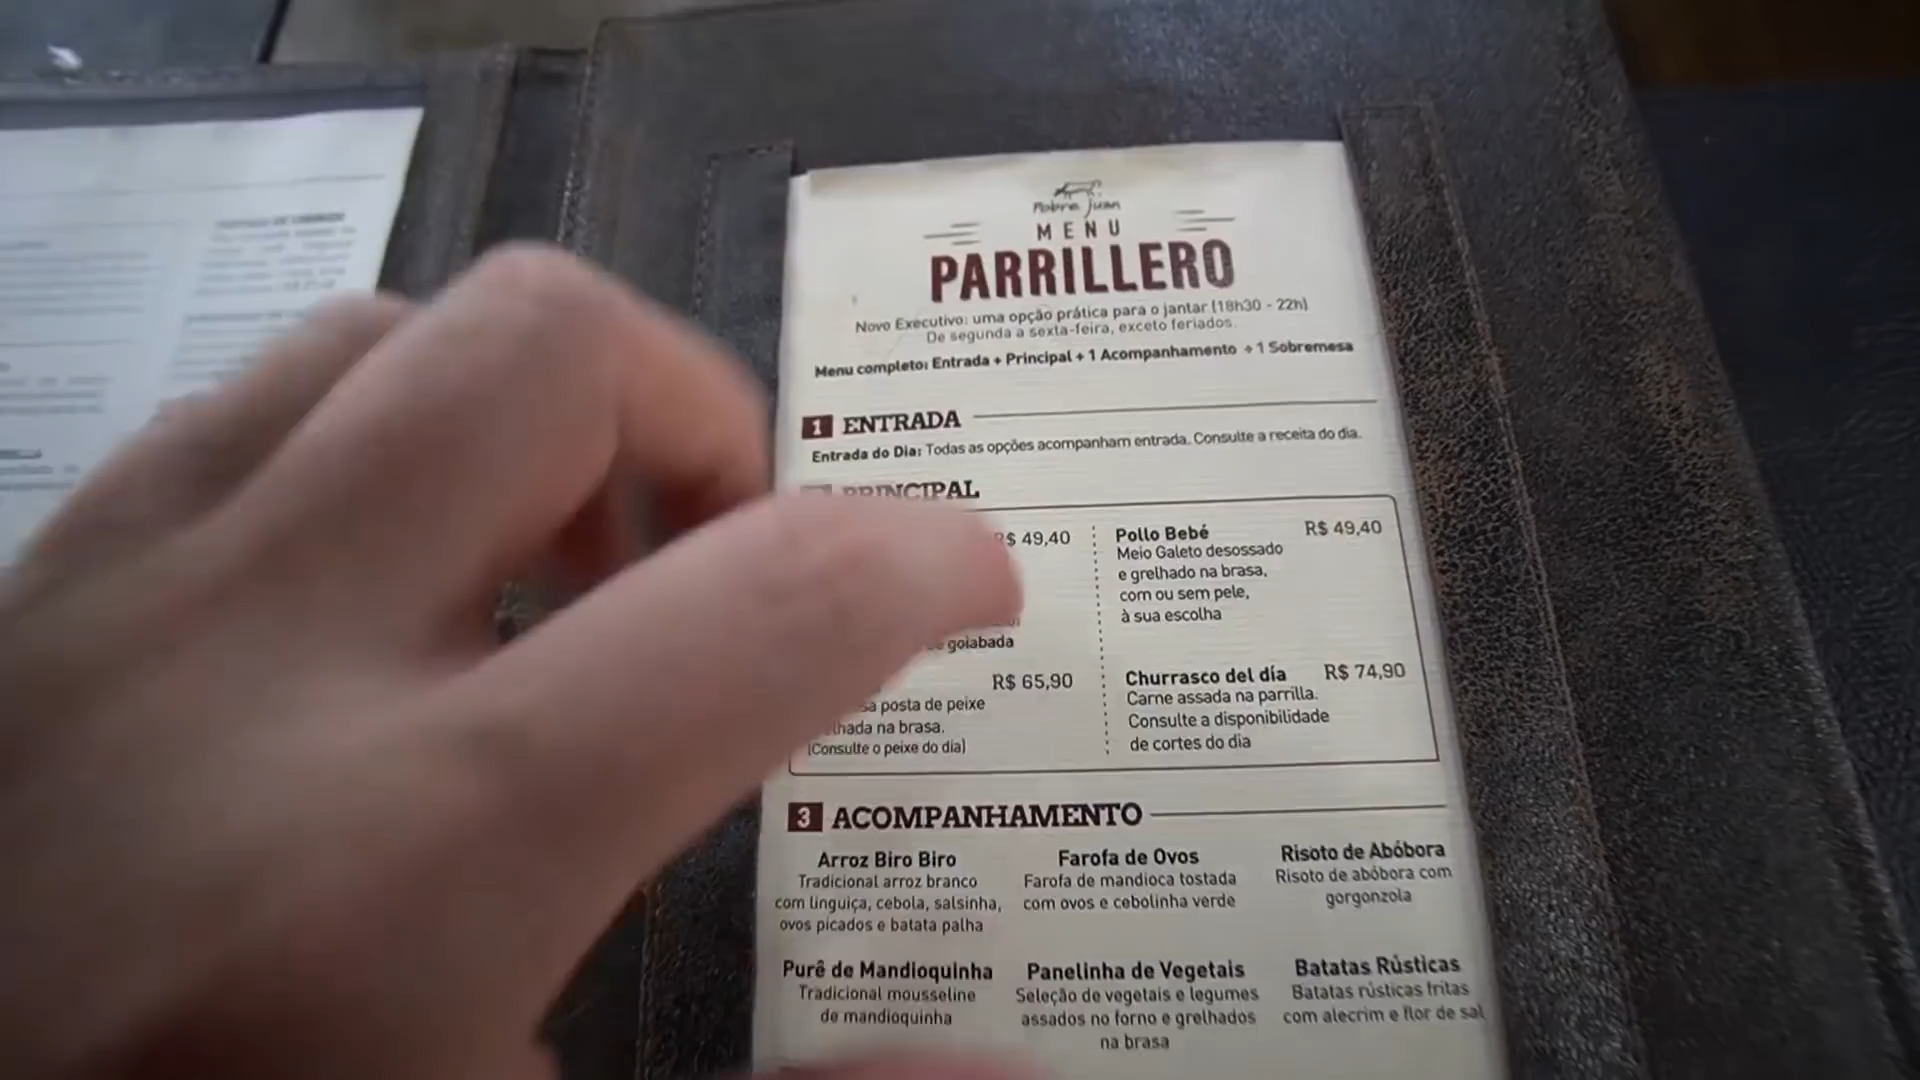 Pobre Juan
MENU
PARRILLERO
Novo Executivo: uma opção prática para o jantar (18h30 - 22h)
De segunda a sexta-feira, exceto feriados.
Menu completo: Entrada + Principal + 1 Acompanhamento + 1 Sobremesa
1 ENTRADA
Entrada do Dia: Todas as opções acompanham entrada. Consulte a receita do dia.
PRINCIPAL
R$ 49,40
goiabada
R$ 65,90
posta de peixe
na brasa.
(Consulte o peixe do dia)
Pollo Bebé R$ 49,40
Meio Galeto desossado
e grelhado na brasa,
com ou sem pele,
à sua escolha
Churrasco del día R$ 74,90
Carne assada na parrilla.
Consulte a disponibilidade
de cortes do dia
3 ACOMPANHAMENTO
Arroz Biro Biro
Tradicional arroz branco
com linguiça, cebola, salsinha,
ovos picados e batata palha
Farofa de Ovos
Farofa de mandioca tostada
com ovos e cebolinha verde
Risoto de Abóbora
Risoto de abóbora com
gorgonzola
Purê de Mandioquinha
Tradicional mousseline
de mandioquinha
Panelinha de Vegetais
Seleção de vegetais e legumes
assados no forno e grelhados
na brasa
Batatas Rústicas
Batatas rústicas fritas
com alecrim e flor de sal